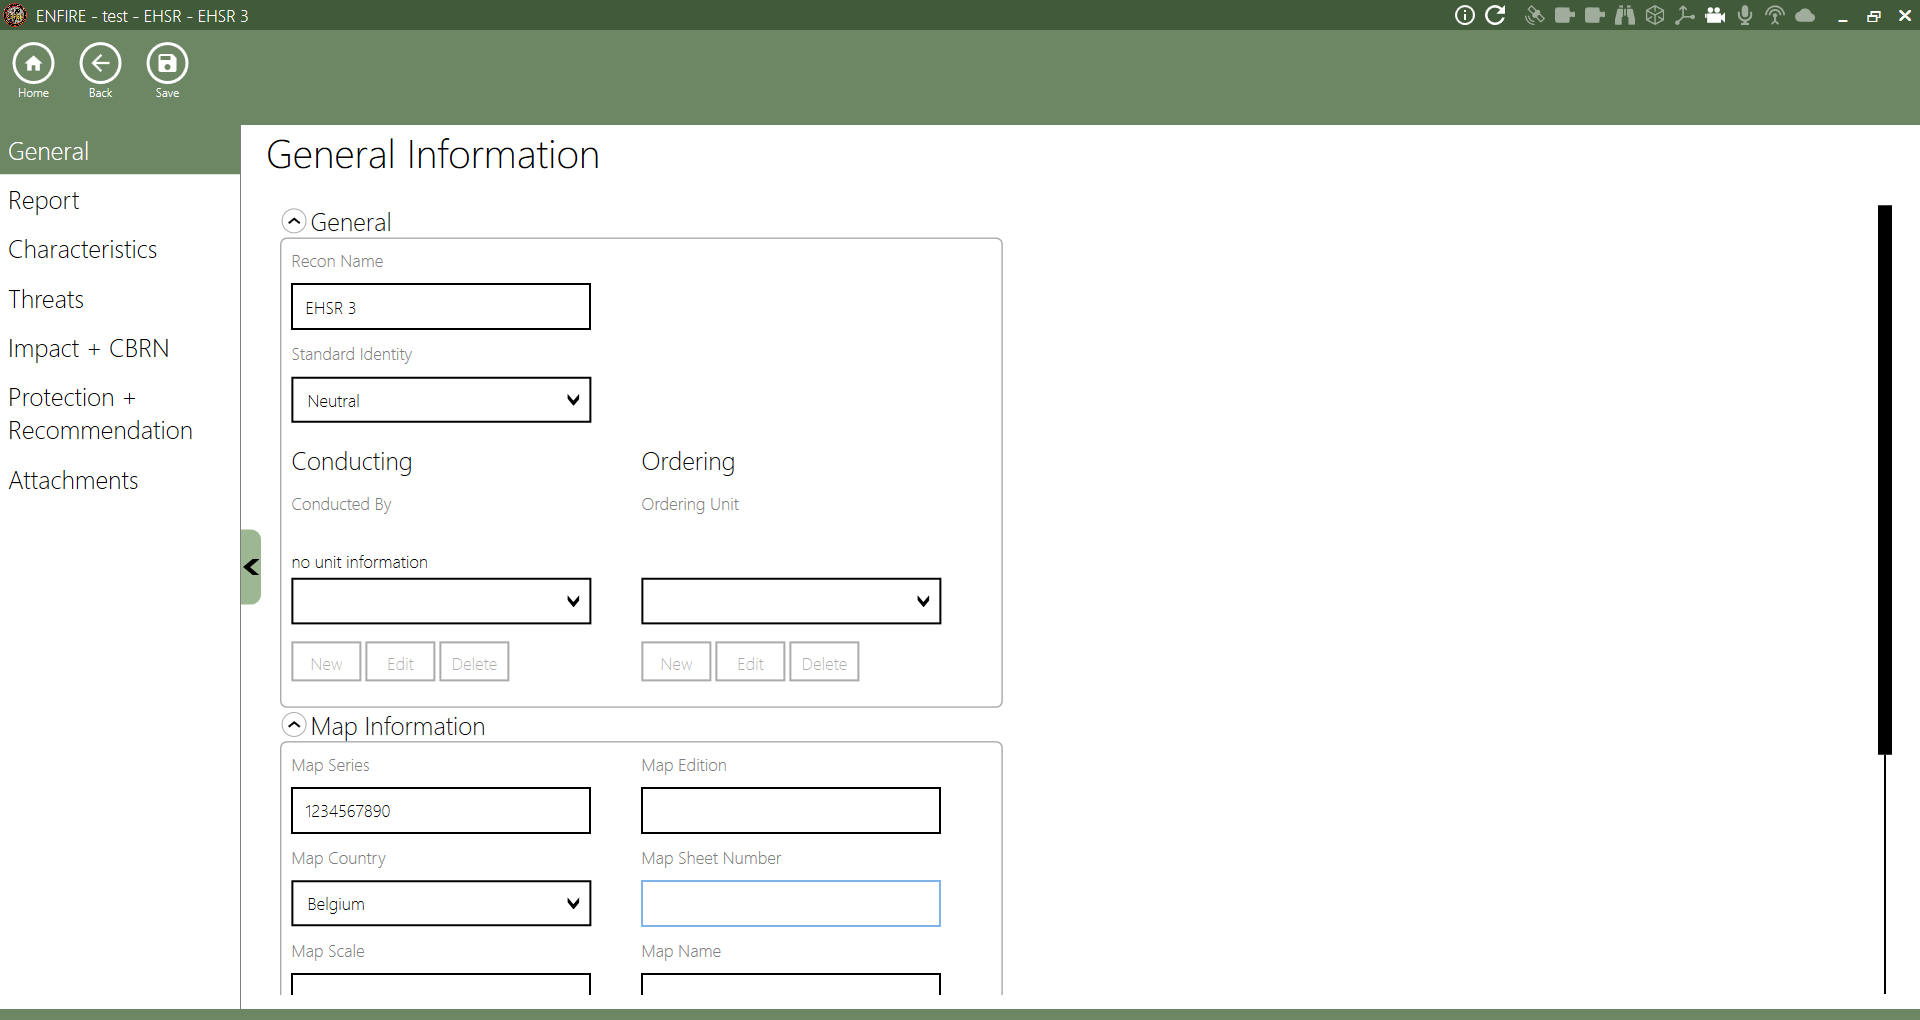 ENFIRE - test - EHSR - EHSR 3
Home
Back
Save
General
Report
Characteristics
Threats
Impact + CBRN
Protection +
Recommendation
Attachments
General Information
General
Recon Name
EHSR 3
Standard Identity
Neutral
Conducting
Ordering
Conducted By
Ordering Unit
no unit information
New
Edit
Delete
New
Edit
Delete
Map Information
Map Series
Map Edition
1234567890
Map Country
Map Sheet Number
Belgium
Map Scale
Map Name